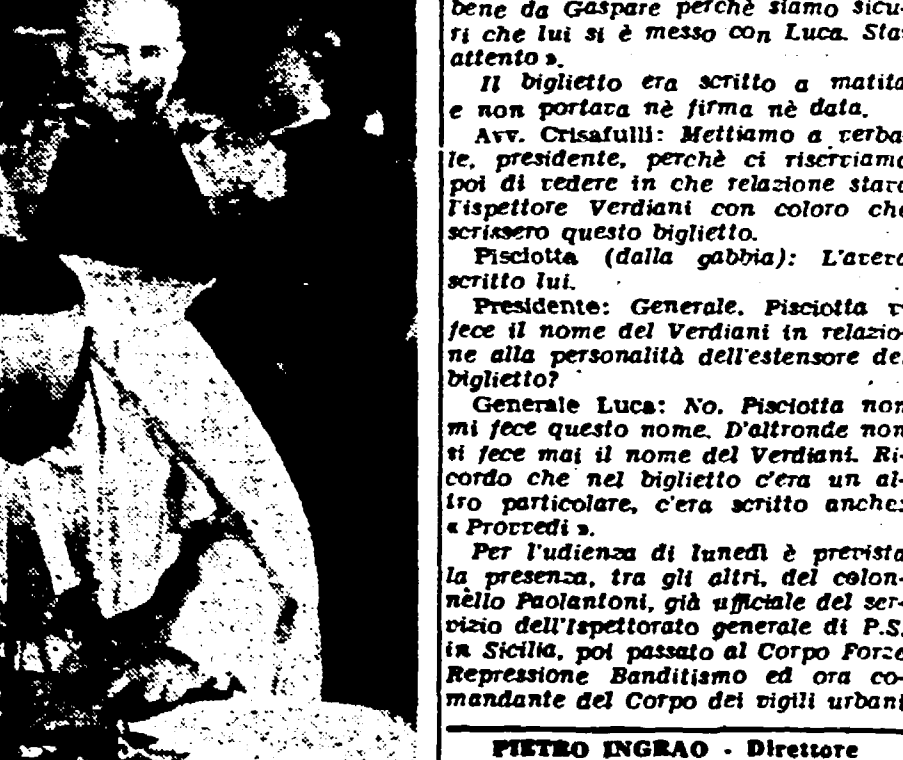 bene da Gaspare perchè siamo sicu-
ri che lui si è messo con Luca. Sta
attento ».
Il biglietto era scritto a matita
e non portava nè firma nè data.
Avv. Crisafulli: Mettiamo a verba-
le, presidente, perchè ci riserviamo
poi di vedere in che relazione stava
l'ispettore Verdiani con coloro che
scrissero questo biglietto.
Pisciotta (dalla gabbia): L'aveva
scritto lui.
Presidente: Generale. Pisciotta vi
fece il nome del Verdiani in relazio-
ne alla personalità dell'estensore del
biglietto?
Generale Luca: No. Pisciotta non
mi fece questo nome. D'altronde non
si fece mai il nome del Verdiani. Ri-
cordo che nel biglietto c'era un al-
tro particolare, c'era scritto anche:
« Provvedi ».
Per l'udienza di lunedì è prevista
la presenza, tra gli altri, del colon-
nello Paolantoni, già ufficiale del ser-
vizio dell'Ispettorato generale di P.S.
in Sicilia, poi passato al Corpo Forze
Repressione Banditismo ed ora co-
mandante del Corpo dei vigili urbani
PIETRO INGRAO - Direttore